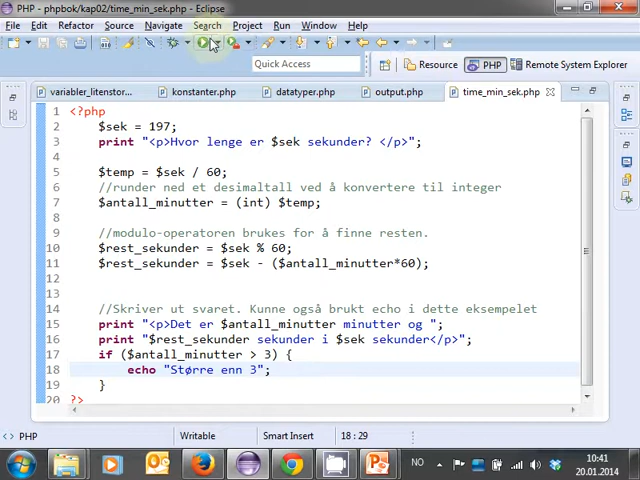 PHP - phpbok/kap02/time_min_sek.php - Eclipse
File Edit Refactor Source Navigate Search Project Run Window Help
Quick Access
Resource PHP Remote System Explorer
variabler_litenstor... konstanter.php datatyper.php output.php time_min_sek.php
1 <?php
2 $sek = 197;
3 print "<p>Hvor lenge er $sek sekunder? </p>";
4
5 $temp = $sek / 60;
6 //runder ned et desimaltall ved å konvertere til integer
7 $antall_minutter = (int) $temp;
8
9 //modulo-operatoren brukes for å finne resten.
10 $rest_sekunder = $sek % 60;
11 $rest_sekunder = $sek - ($antall_minutter*60);
12
13
14 //Skriver ut svaret. Kunne også brukt echo i dette eksempelet
15 print "<p>Det er $antall_minutter minutter og ";
16 print "$rest_sekunder sekunder i $sek sekunder</p>";
17 if ($antall_minutter > 3) {
18 echo "Større enn 3";
19 }
20 ?>
PHP Writable Smart Insert 18 : 29
NO 10:41
20.01.2014